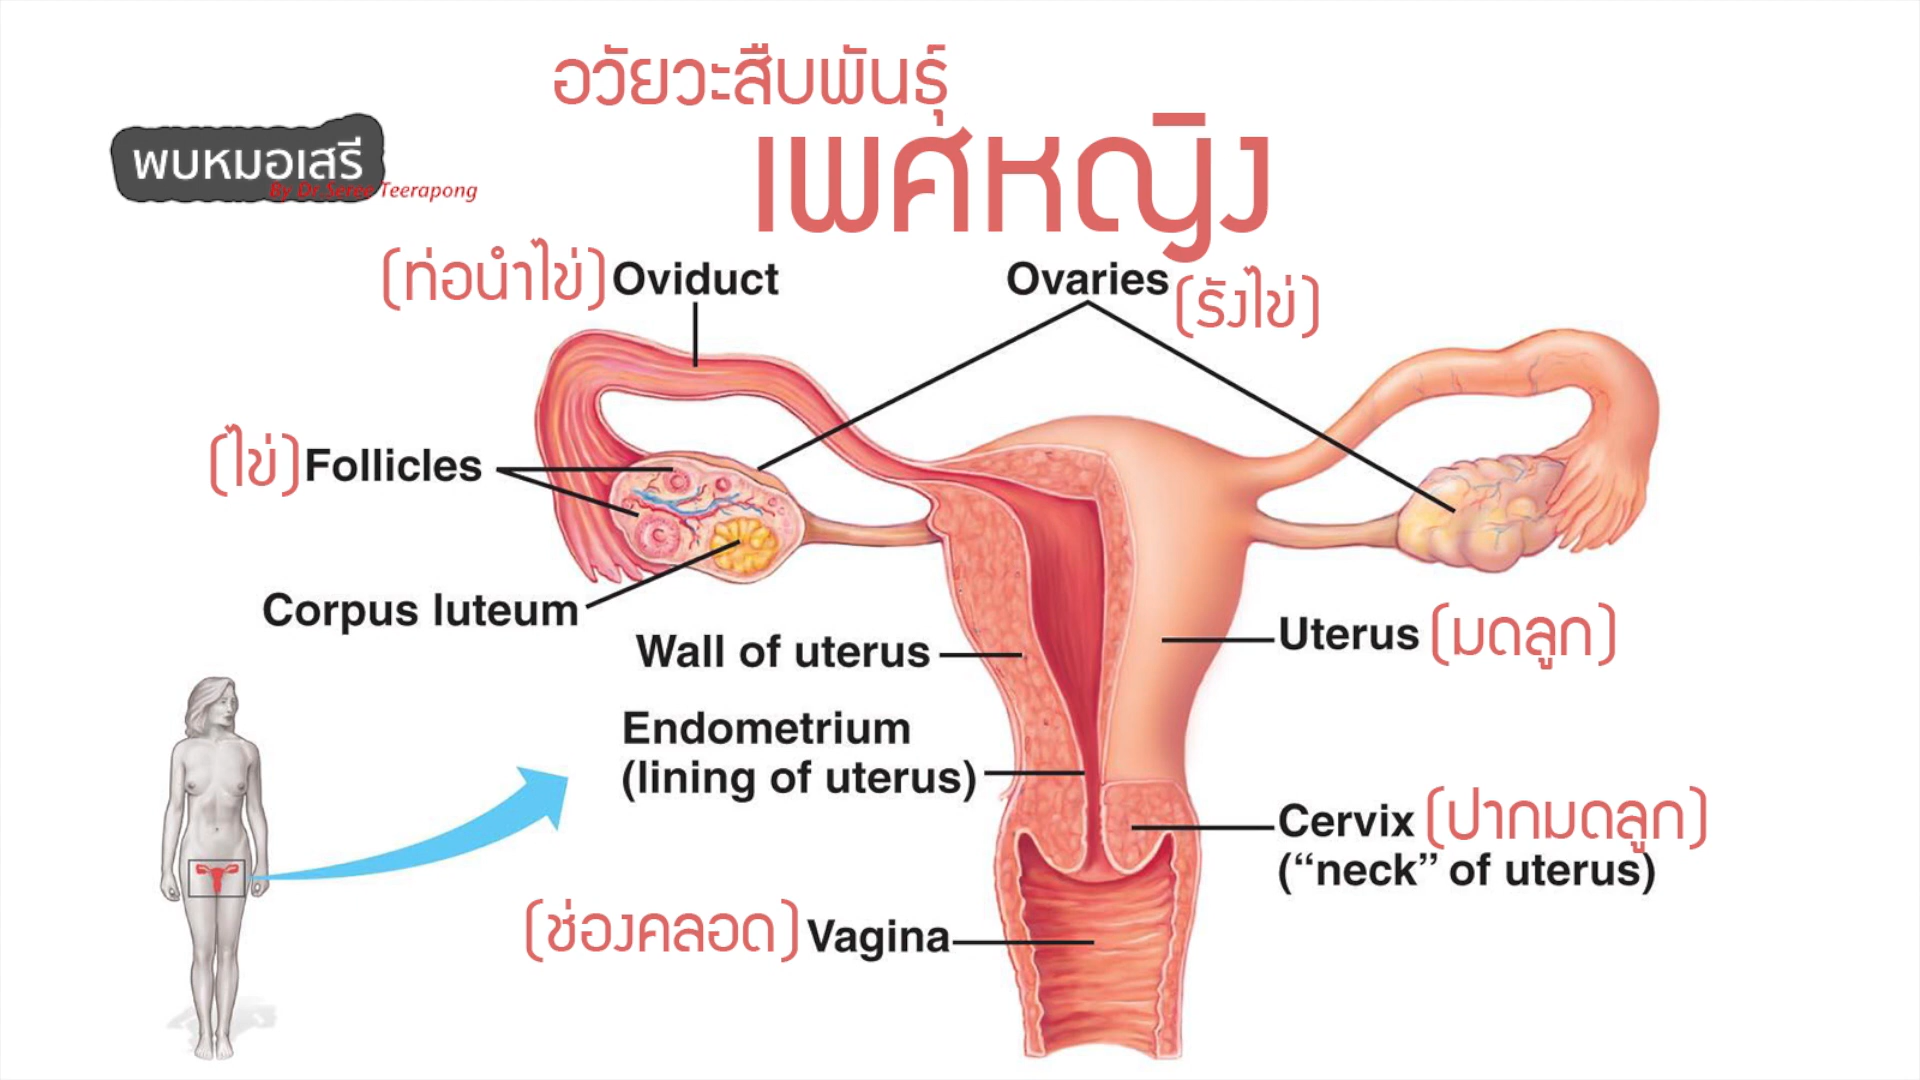 อวัยวะสืบพันธุ์
เพศหญิง
พบหมอเสรี
By Dr.Seree Teerapong
(ท่อนำไข่) Oviduct
Ovaries (รังไข่)
(ไข่) Follicles
Corpus luteum
Wall of uterus
Uterus (มดลูก)
Endometrium
(lining of uterus)
Cervix (ปากมดลูก)
(“neck” of uterus)
(ช่องคลอด) Vagina